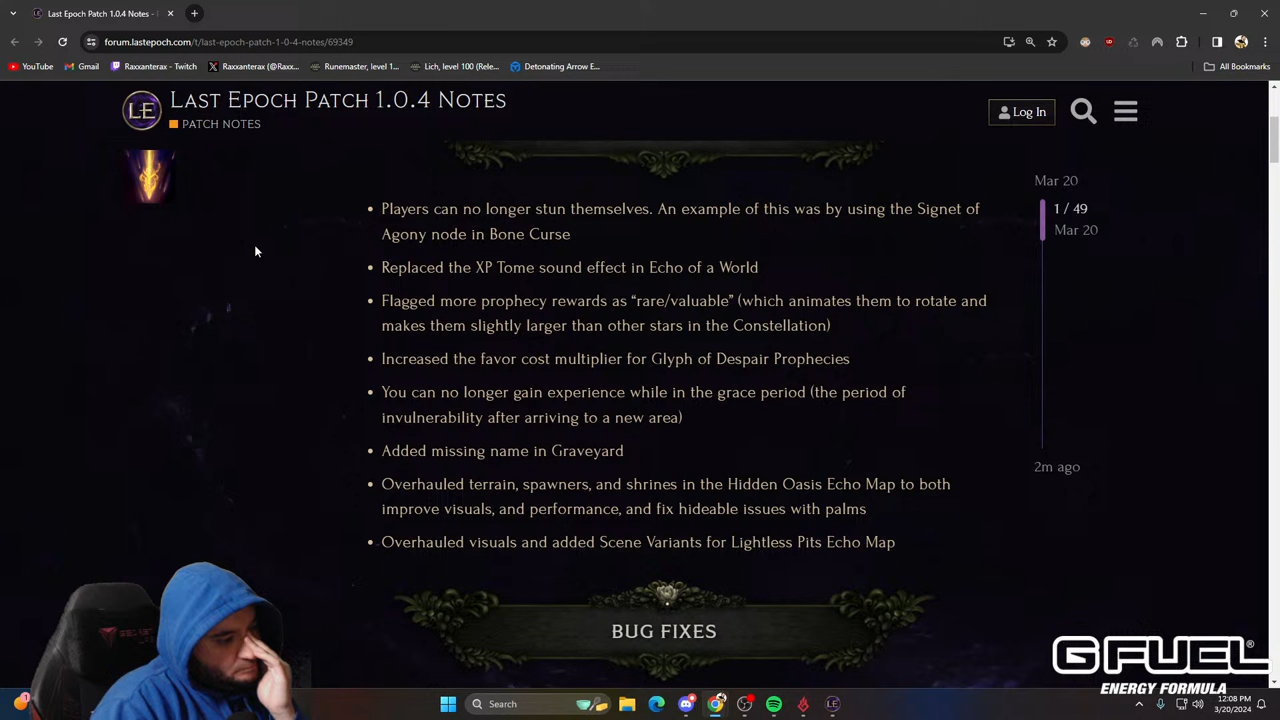 Last Epoch Patch 1.0.4 Notes -
forum.lastepoch.com/t/last-epoch-patch-1-0-4-notes/69349
YouTube Gmail Raxxanterax - Twitch Raxxanterax (@Raxx... Runemaster, level 1... Lich, level 100 (Rele... Detonating Arrow E... All Bookmarks
LE
LAST EPOCH PATCH 1.0.4 NOTES
PATCH NOTES
Log In
Mar 20
1 / 49
Mar 20
2m ago
Players can no longer stun themselves. An example of this was by using the Signet of
Agony node in Bone Curse
Replaced the XP Tome sound effect in Echo of a World
Flagged more prophecy rewards as “rare/valuable” (which animates them to rotate and
makes them slightly larger than other stars in the Constellation)
Increased the favor cost multiplier for Glyph of Despair Prophecies
You can no longer gain experience while in the grace period (the period of
invulnerability after arriving to a new area)
Added missing name in Graveyard
Overhauled terrain, spawners, and shrines in the Hidden Oasis Echo Map to both
improve visuals, and performance, and fix hideable issues with palms
Overhauled visuals and added Scene Variants for Lightless Pits Echo Map
BUG FIXES
G FUEL®
ENERGY FORMULA
1
Search
12:08 PM
3/20/2024